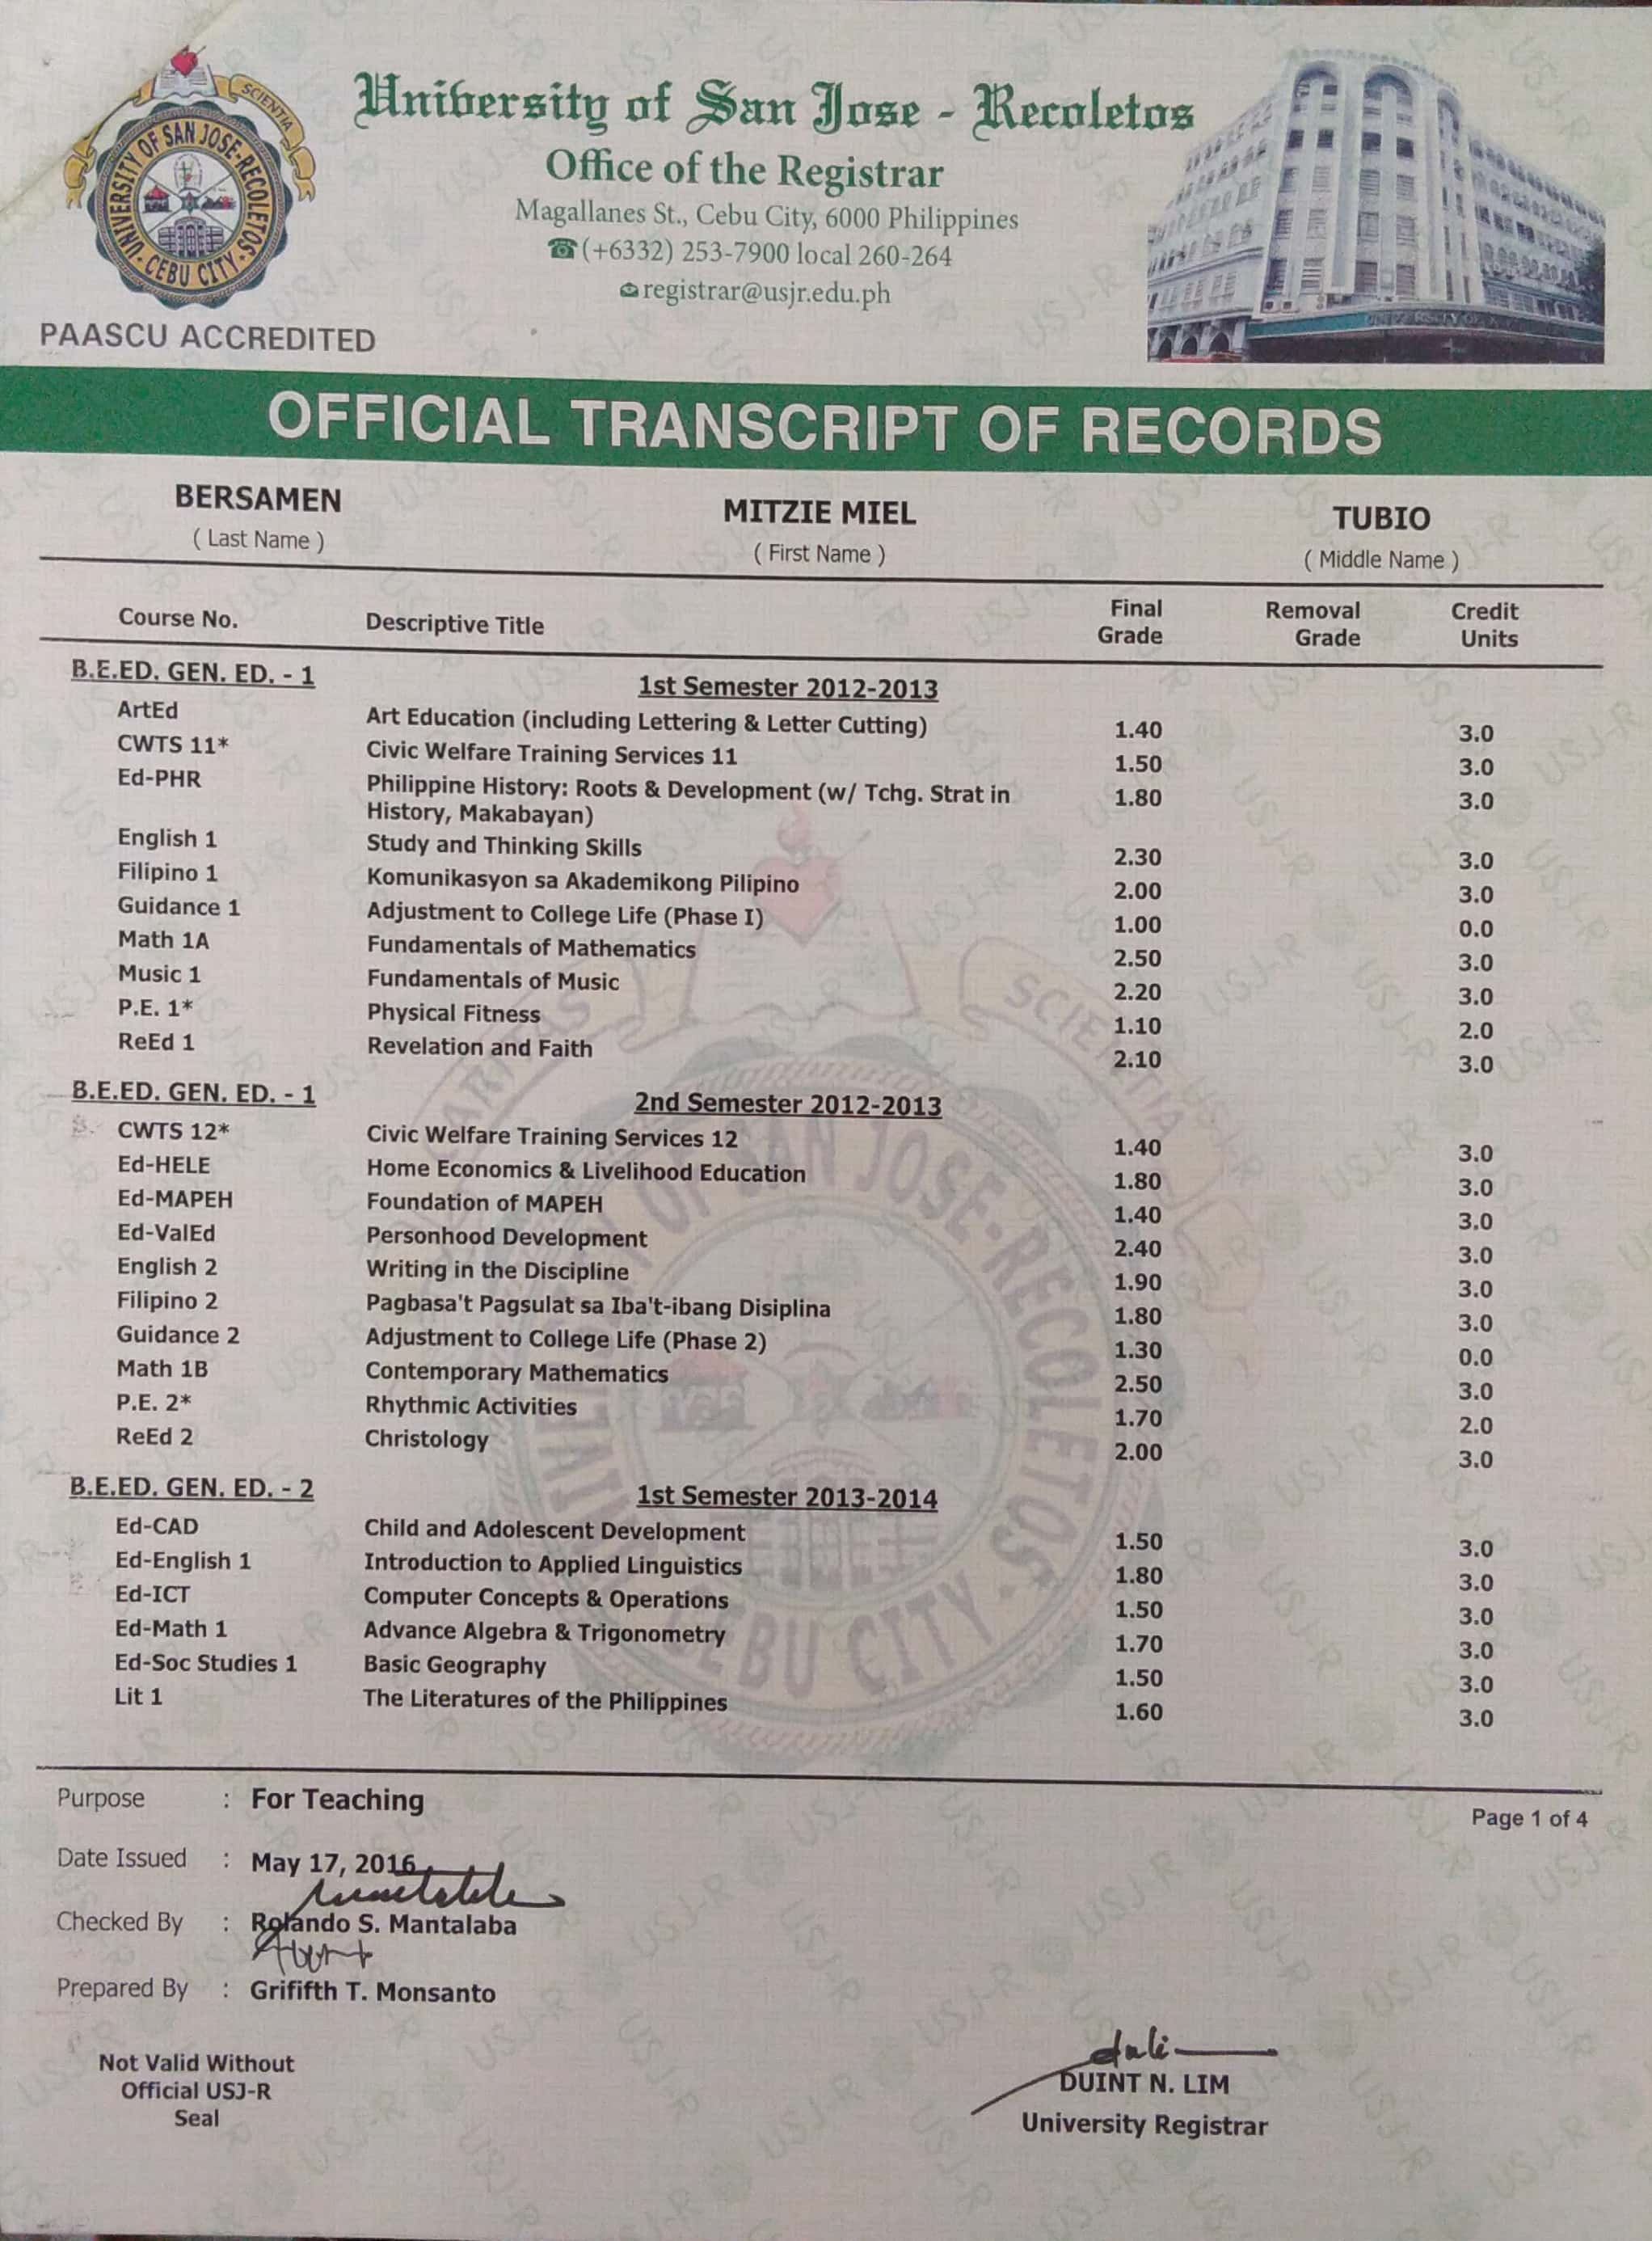 SCIENTIA
UNIVERSITY OF SAN JOSE-RECOLETOS
CEBU CITY
PAASCU ACCREDITED
University of San Jose - Recoletos
Office of the Registrar
Magallanes St., Cebu City, 6000 Philippines
☎(+6332) 253-7900 local 260-264
registrar@usjr.edu.ph
OFFICIAL TRANSCRIPT OF RECORDS
BERSAMEN MITZIE MIEL TUBIO
( Last Name ) ( First Name ) ( Middle Name )
Course No. Descriptive Title Final Grade Removal Grade Credit Units
B.E.ED. GEN. ED. - 1 1st Semester 2012-2013
ArtEd Art Education (including Lettering & Letter Cutting) 1.40 3.0
CWTS 11* Civic Welfare Training Services 11 1.50 3.0
Ed-PHR Philippine History: Roots & Development (w/ Tchg. Strat in 1.80 3.0
History, Makabayan)
English 1 Study and Thinking Skills 2.30 3.0
Filipino 1 Komunikasyon sa Akademikong Pilipino 2.00 3.0
Guidance 1 Adjustment to College Life (Phase I) 1.00 0.0
Math 1A Fundamentals of Mathematics 2.50 3.0
Music 1 Fundamentals of Music 2.20 3.0
P.E. 1* Physical Fitness 1.10 2.0
ReEd 1 Revelation and Faith 2.10 3.0
B.E.ED. GEN. ED. - 1 2nd Semester 2012-2013
CWTS 12* Civic Welfare Training Services 12 1.40 3.0
Ed-HELE Home Economics & Livelihood Education 1.80 3.0
Ed-MAPEH Foundation of MAPEH 1.40 3.0
Ed-ValEd Personhood Development 2.40 3.0
English 2 Writing in the Discipline 1.90 3.0
Filipino 2 Pagbasa't Pagsulat sa Iba't-ibang Disiplina 1.80 3.0
Guidance 2 Adjustment to College Life (Phase 2) 1.30 0.0
Math 1B Contemporary Mathematics 2.50 3.0
P.E. 2* Rhythmic Activities 1.70 2.0
ReEd 2 Christology 2.00 3.0
B.E.ED. GEN. ED. - 2 1st Semester 2013-2014
Ed-CAD Child and Adolescent Development 1.50 3.0
Ed-English 1 Introduction to Applied Linguistics 1.80 3.0
Ed-ICT Computer Concepts & Operations 1.50 3.0
Ed-Math 1 Advance Algebra & Trigonometry 1.70 3.0
Ed-Soc Studies 1 Basic Geography 1.50 3.0
Lit 1 The Literatures of the Philippines 1.60 3.0
Purpose : For Teaching
Page 1 of 4
Date Issued : May 17, 2016
Checked By : Rolando S. Mantalaba
Prepared By : Grififth T. Monsanto
Not Valid Without
Official USJ-R
Seal
DUINT N. LIM
University Registrar